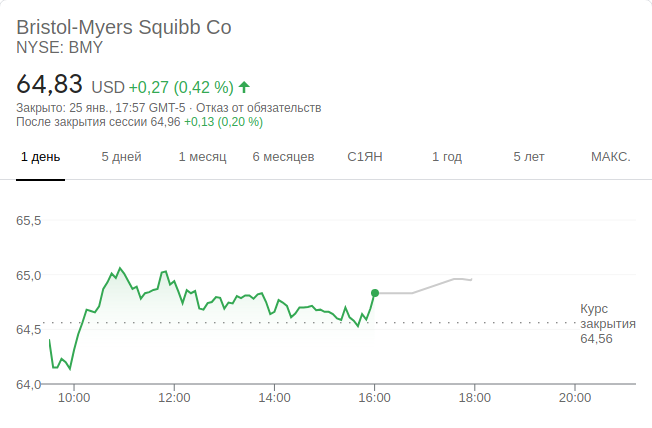 Bristol-Myers Squibb Co
NYSE: BMY
64,83 USD +0,27 (0,42 %)
Закрыто: 25 янв., 17:57 GMT-5 · Отказ от обязательств
После закрытия сессии 64,96 +0,13 (0,20 %)
1 день 5 дней 1 месяц 6 месяцев С1ЯН 1 год 5 лет МАКС.
65,5
65,0
64,5
64,0
Курс
закрытия
64,56
10:00 12:00 14:00 16:00 18:00 20:00